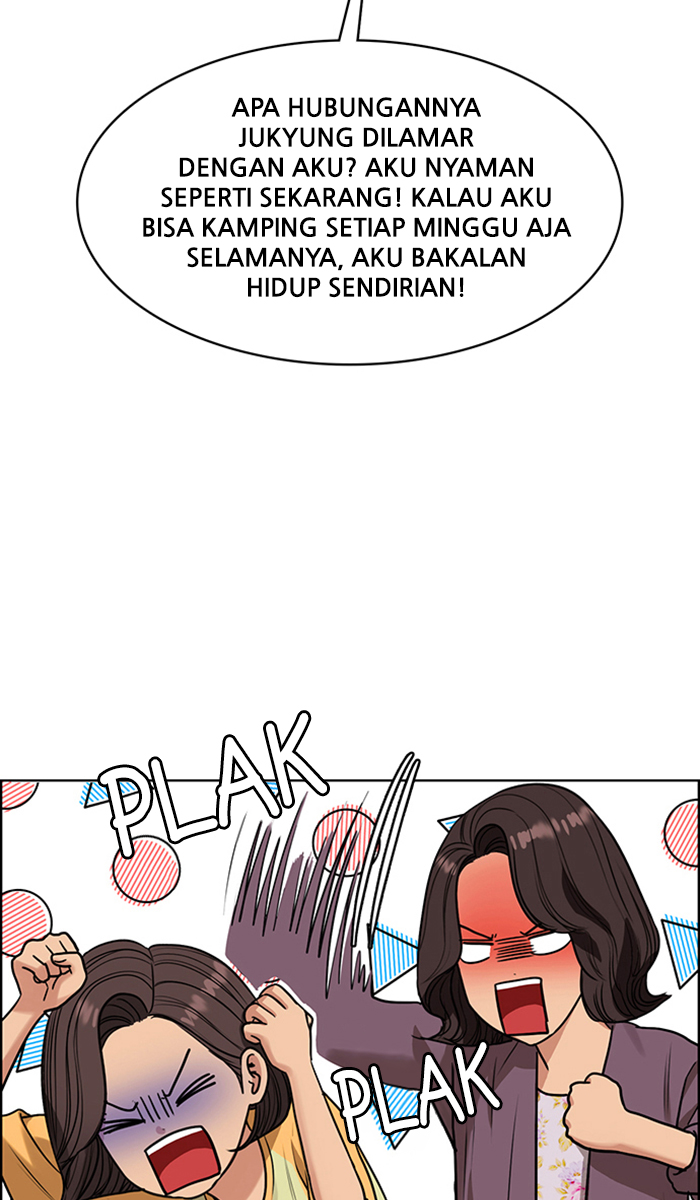 APA HUBUNGANNYA
JUKYUNG DILAMAR
DENGAN AKU? AKU NYAMAN
SEPERTI SEKARANG! KALAU AKU
BISA KAMPING SETIAP MINGGU AJA
SELAMANYA, AKU BAKALAN
HIDUP SENDIRIAN!
PLAK
PLAK